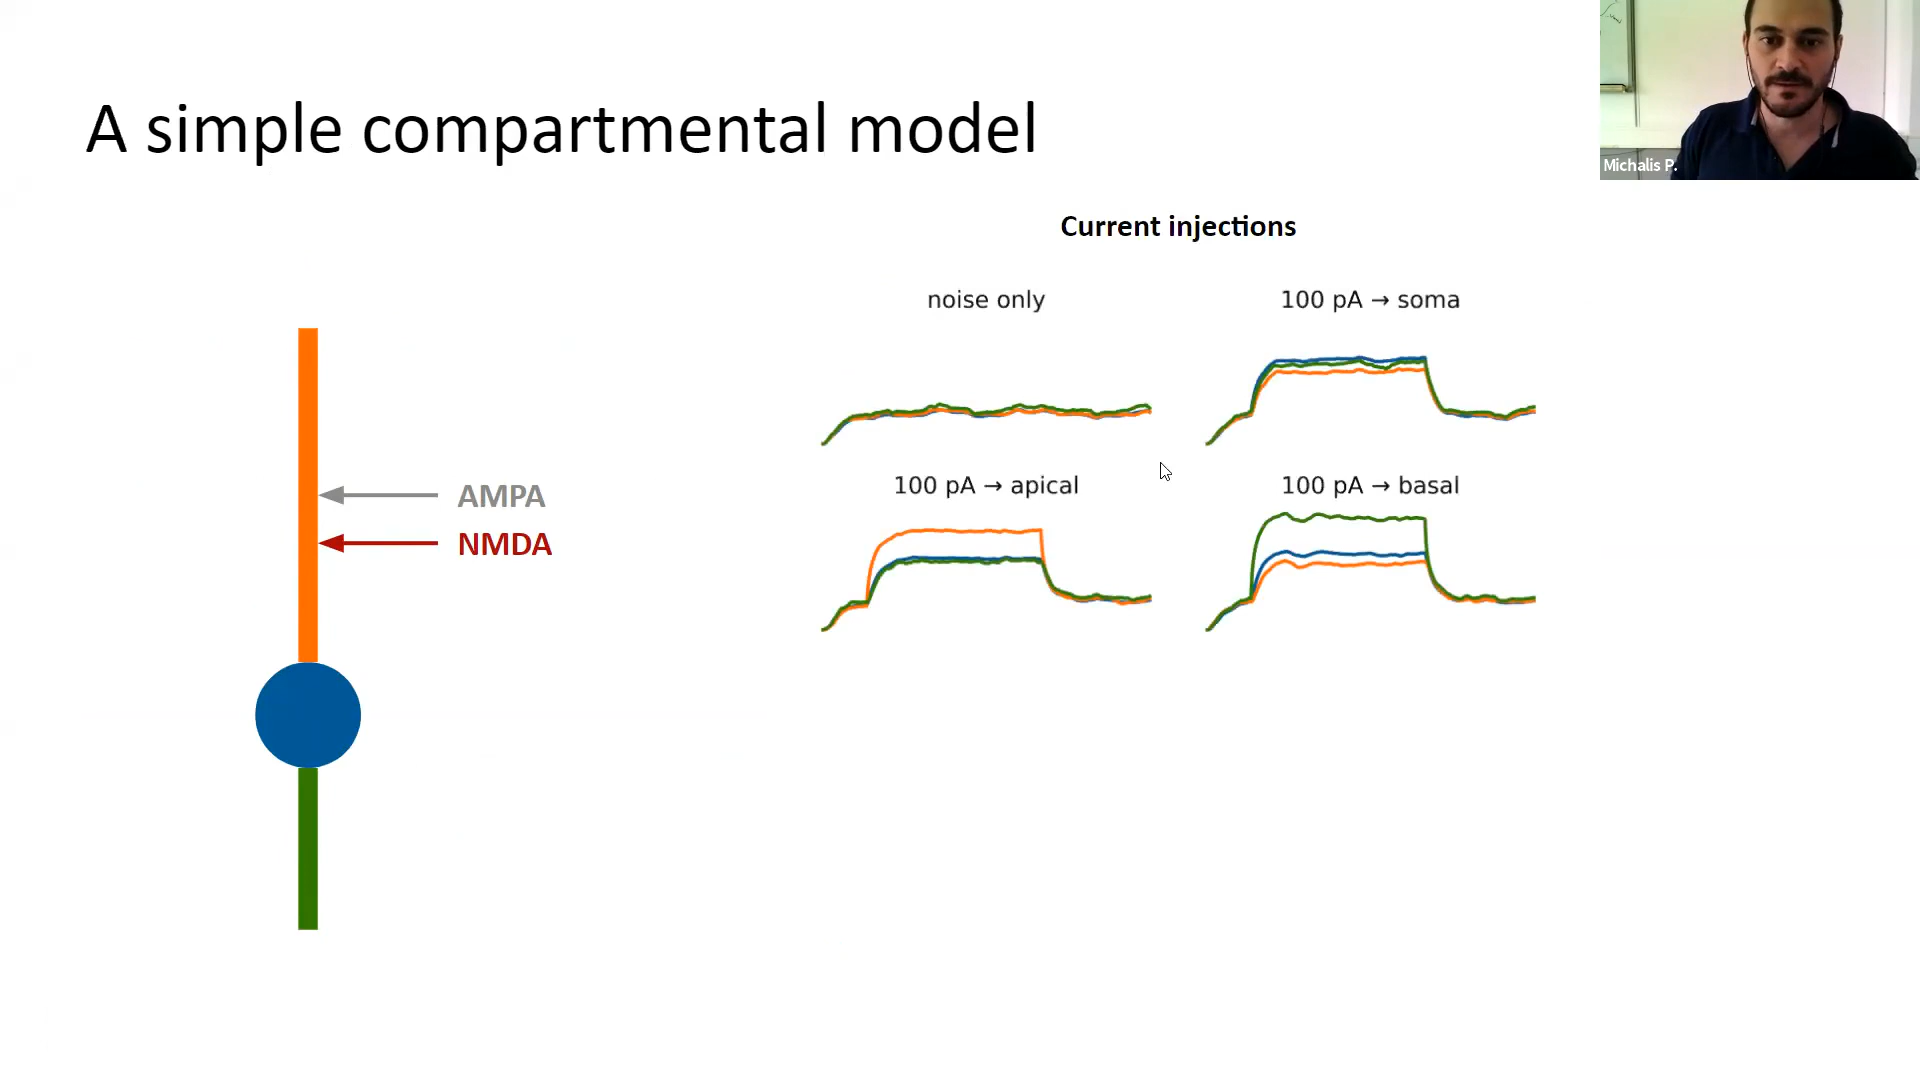 A simple compartmental model
Michalis P.
Current injections
noise only
100 pA → soma
AMPA
NMDA
100 pA → apical
100 pA → basal